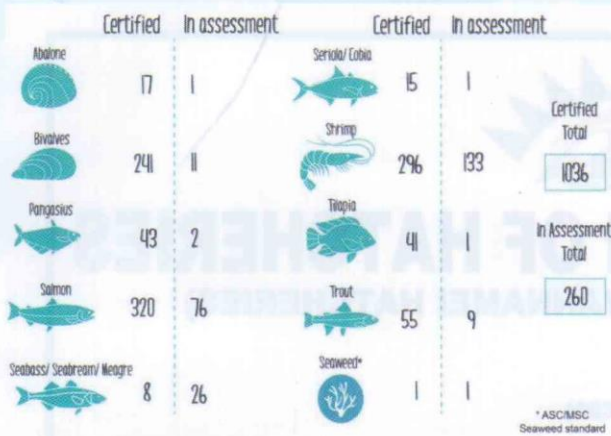 Certified In assessment Certified In assessment
Abalone
17 1
Seriola/ Cobia
15 1
Bivalves
241 11
Shrimp
296 133
Pangasius
43 2
Tilapia
41 1
Salmon
320 76
Trout
55 9
Seabass/ Seabream/ Meagre
8 26
Seaweed*
1 1
Certified
Total
1036
In Assessment
Total
260
* ASC/MSC
Seaweed standard
OF HATCHERIES